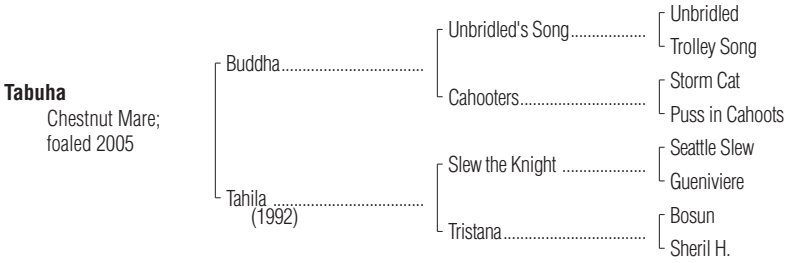 Tabuha
Chestnut Mare;
foaled 2005
Buddha
Tahila
(1992)
Unbridled's Song
Cahooters
Slew the Knight
Tristana
Unbridled
Trolley Song
Storm Cat
Puss in Cahoots
Seattle Slew
Gueniviere
Bosun
Sheril H.